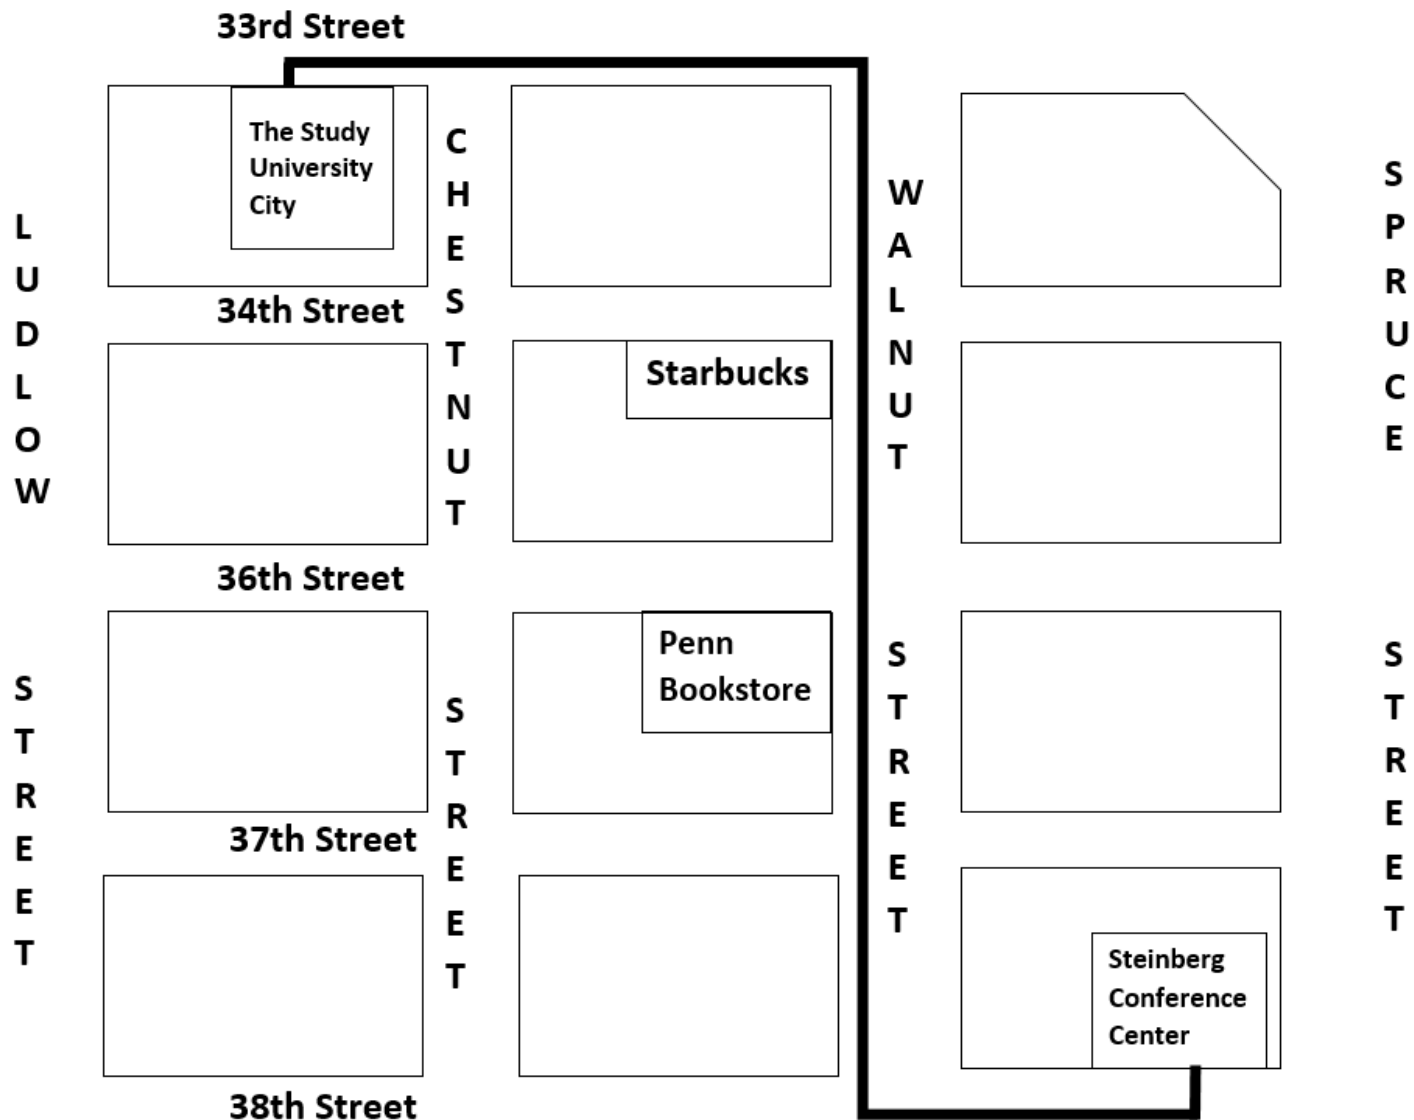 33rd Street
The Study
University
City
LUDLOW STREET
CHESTNUT STREET
WALNUT STREET
SPRUCE STREET
34th Street
Starbucks
36th Street
Penn
Bookstore
37th Street
Steinberg
Conference
Center
38th Street